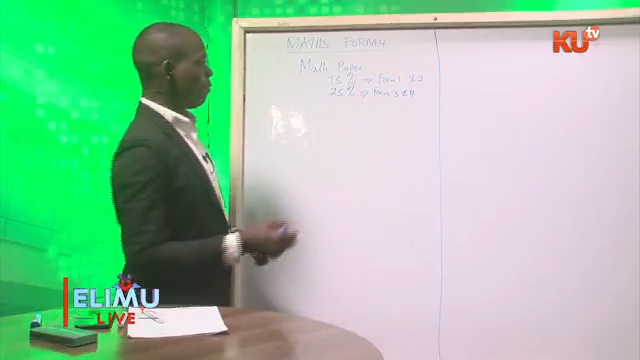 MATHS FORM 4
Math Paper
75 % ⇒ Form 1 & 2
25 % ⇒ Form 3 & 4
KU tv
ELIMU
LIVE